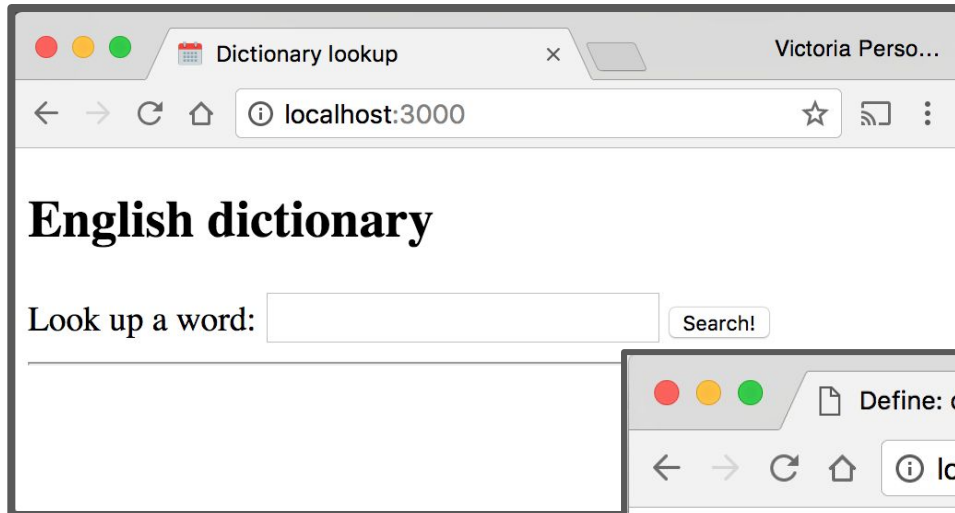 Dictionary lookup
Victoria Perso...
localhost:3000
English dictionary
Look up a word:
Search!
Define: